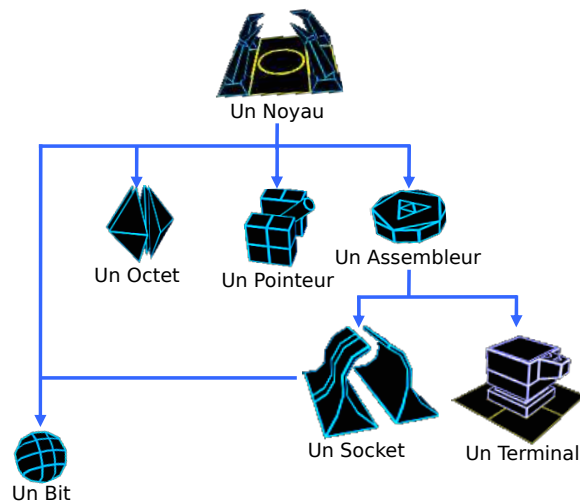 Un Noyau
Un Octet
Un Pointeur
Un Assembleur
Un Socket
Un Terminal
Un Bit